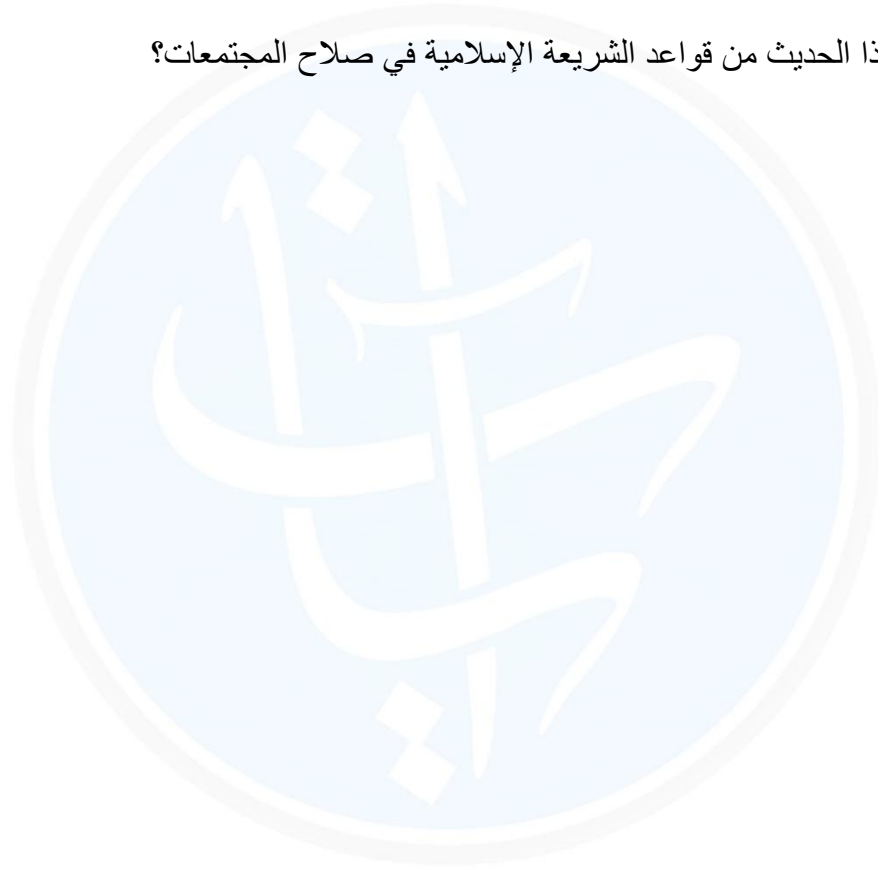 ذا الحديث من قواعد الشريعة الإسلامية في صلاح المجتمعات؟